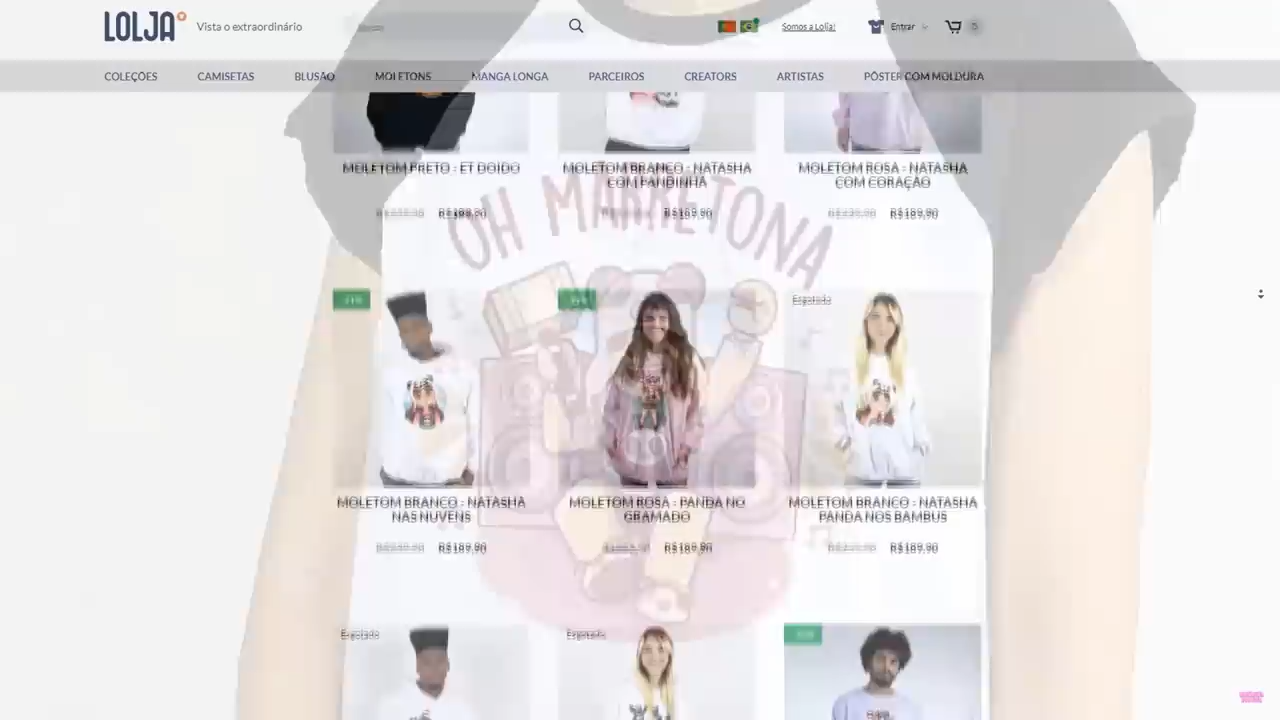 LOLJA
Vista o extraordinário
Somos a Lolja!
Entrar
COLEÇÕES
CAMISETAS
BLUSÃO
MOLETONS
MANGA LONGA
PARCEIROS
CREATORS
ARTISTAS
PÔSTER COM MOLDURA
MOLETOM PRETO - ET DOIDO
MOLETOM BRANCO - NATASHA
COM PANDINHA
MOLETOM ROSA - NATASHA
COM CORAÇÃO
R$189,90
R$189,90
R$189,90
OH MARRETONA
Esgotado
MOLETOM BRANCO - NATASHA
NAS NUVENS
MOLETOM ROSA - PANDA NO
GRAMADO
MOLETOM BRANCO - NATASHA
PANDA NOS BAMBUS
R$189,90
R$189,90
R$189,90
Esgotado
Esgotado